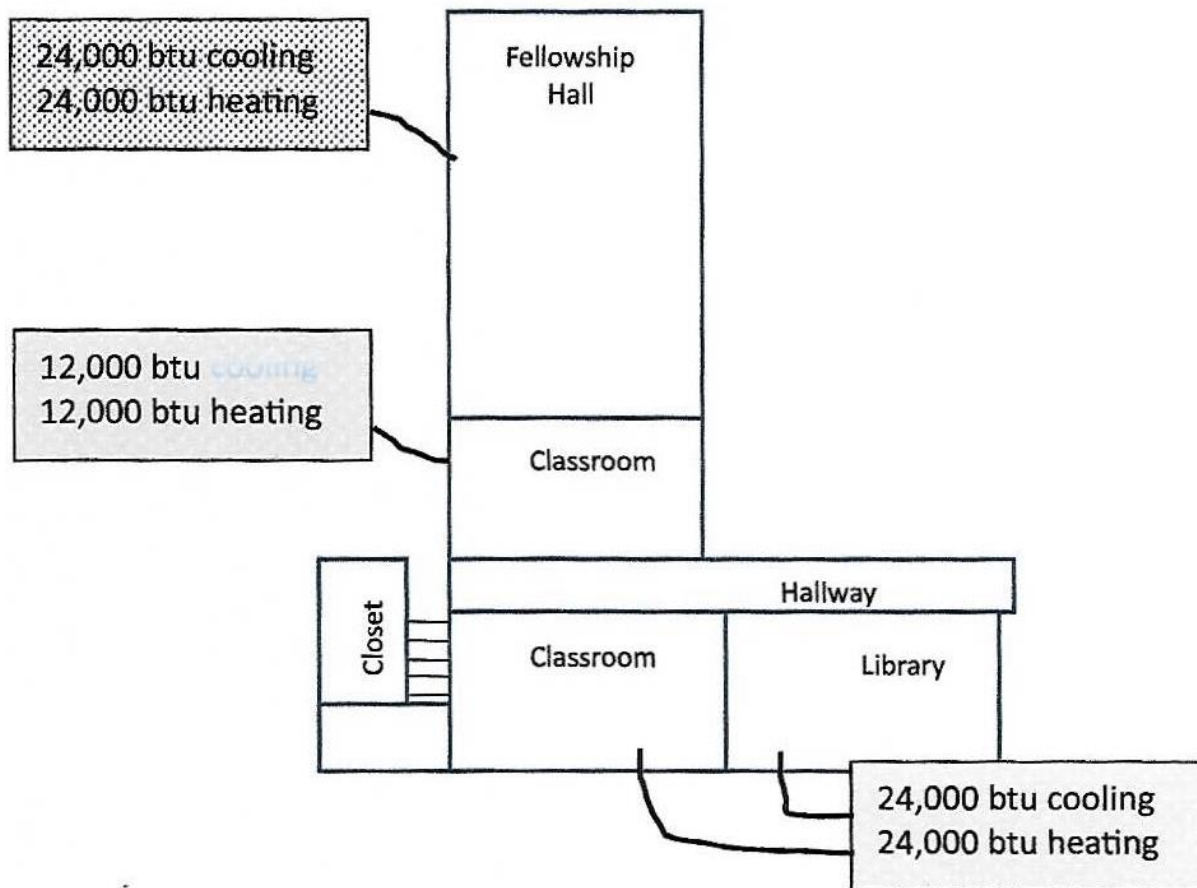 24,000 btu cooling
24,000 btu heating
Fellowship
Hall
12,000 btu cooling
12,000 btu heating
Classroom
Hallway
Closet
Classroom
Library
24,000 btu cooling
24,000 btu heating